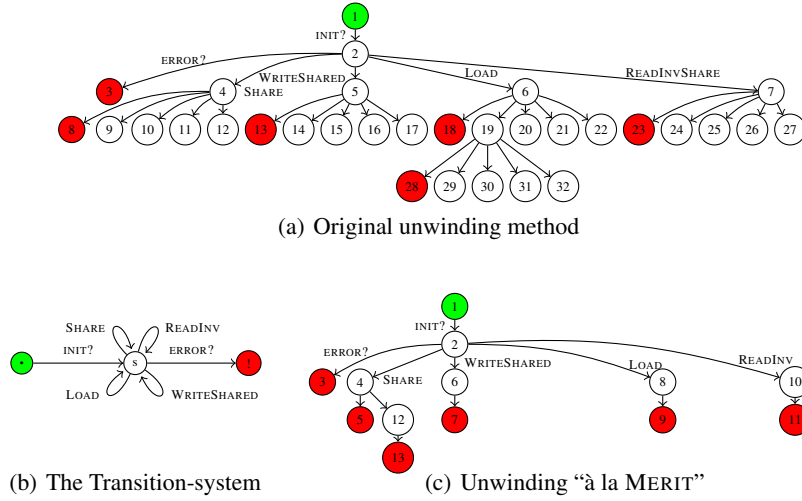 1
INIT?
2
ERROR?
WRITESHARED
LOAD
READINVSHARE
3
4
SHARE
5
6
7
8
9
10
11
12
13
14
15
16
17
18
19
20
21
22
23
24
25
26
27
28
29
30
31
32
(a) Original unwinding method
SHARE
READINV
INIT?
s
ERROR?
!
LOAD
WRITESHARED
(b) The Transition-system
1
INIT?
2
ERROR?
WRITESHARED
LOAD
READINV
3
4
SHARE
6
8
10
5
12
7
9
11
13
(c) Unwinding “à la MERIT”